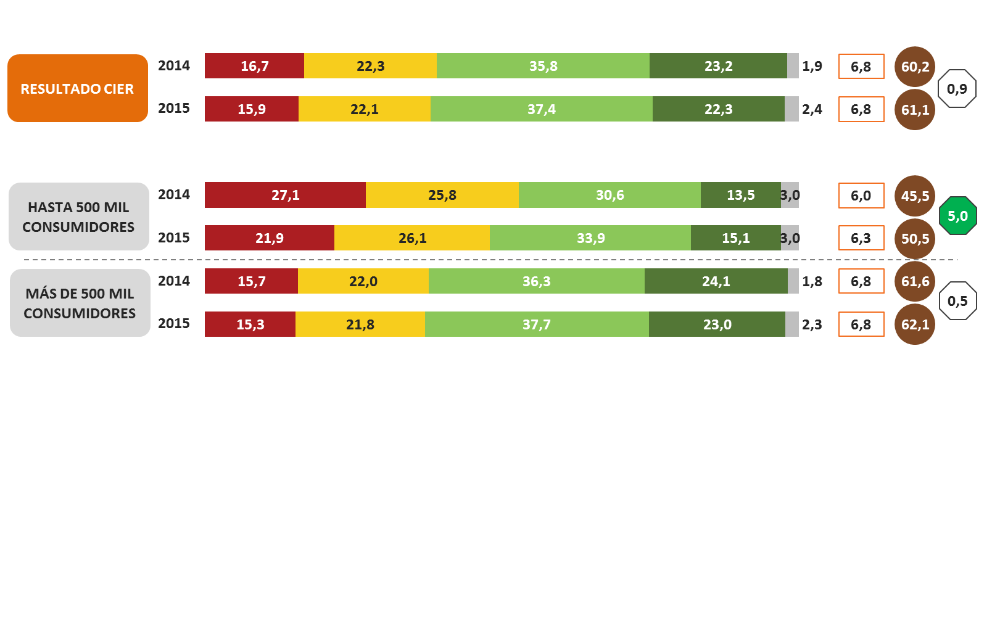 2014 16,7 22,3 35,8 23,2 1,9 6,8 60,2
RESULTADO CIER 0,9
2015 15,9 22,1 37,4 22,3 2,4 6,8 61,1
2014 27,1 25,8 30,6 13,5 3,0 6,0 45,5
HASTA 500 MIL
CONSUMIDORES 5,0
2015 21,9 26,1 33,9 15,1 3,0 6,3 50,5
2014 15,7 22,0 36,3 24,1 1,8 6,8 61,6
MÁS DE 500 MIL
CONSUMIDORES 0,5
2015 15,3 21,8 37,7 23,0 2,3 6,8 62,1